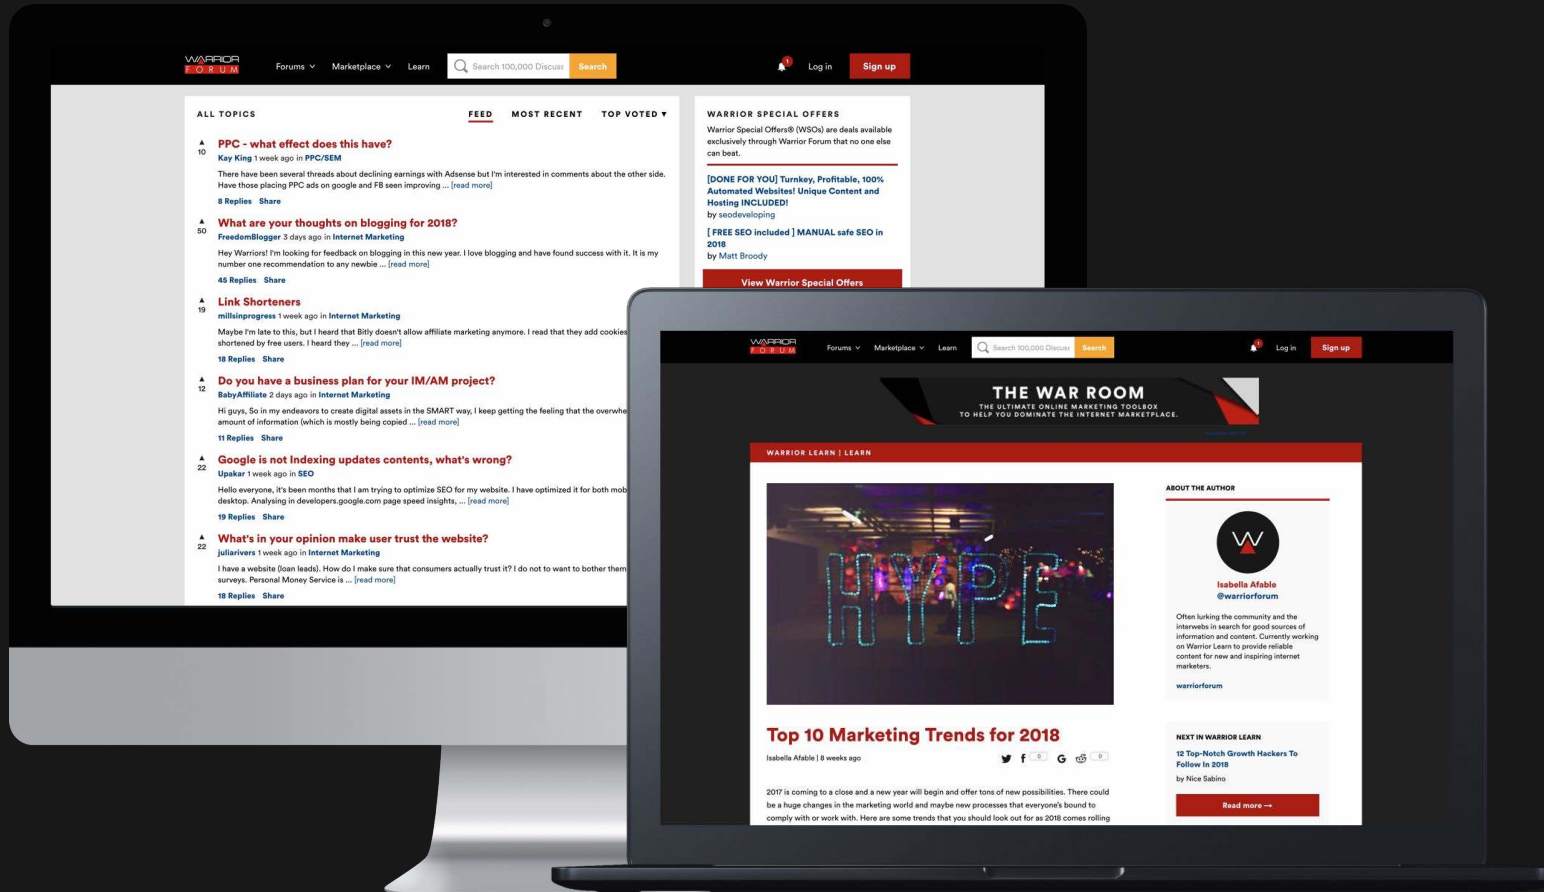 WARRIOR
FORUM
Forums
Marketplace
Learn
Search 100,000 Discuss
Search
1
Log in
Sign up
ALL TOPICS
FEED
MOST RECENT
TOP VOTED ▼
10
PPC - what effect does this have?
Kay King 1 week ago in PPC/SEM
There have been several threads about declining earnings with Adsense but I'm interested in comments about the other side.
Have those placing PPC ads on google and FB seen improving ... [read more]
8 Replies Share
50
What are your thoughts on blogging for 2018?
FreedomBlogger 3 days ago in Internet Marketing
Hey Warriors! I'm looking for feedback on blogging in this new year. I love blogging and have found success with it. It is my
number one recommendation to any newbie ... [read more]
45 Replies Share
19
Link Shorteners
millsinprogress 1 week ago in Internet Marketing
Maybe I'm late to this, but I heard that Bitly doesn't allow affiliate marketing anymore. I read that they add cookies
shortened by free users. I heard they ... [read more]
18 Replies Share
12
Do you have a business plan for your IM/AM project?
BabyAffiliate 2 days ago in Internet Marketing
Hi guys, So in my endeavors to create digital assets in the SMART way, I keep getting the feeling that the overwhe
amount of information (which is mostly being copied ... [read more]
11 Replies Share
22
Google is not Indexing updates contents, what's wrong?
Upakar 1 week ago in SEO
Hello everyone, it's been months that I am trying to optimize SEO for my website. I have optimized it for both mob
desktop. Analysing in developers.google.com page speed insights, ... [read more]
19 Replies Share
22
What's in your opinion make user trust the website?
juliarivers 1 week ago in Internet Marketing
I have a website (loan leads). How do I make sure that consumers actually trust it? I do not to want to bother them
surveys. Personal Money Service is ... [read more]
18 Replies Share
WARRIOR SPECIAL OFFERS
Warrior Special Offers® (WSOs) are deals available
exclusively through Warrior Forum that no one else
can beat.
[DONE FOR YOU] Turnkey, Profitable, 100%
Automated Websites! Unique Content and
Hosting INCLUDED!
by seodeveloping
[ FREE SEO included ] MANUAL safe SEO in
2018
by Matt Broody
View Warrior Special Offers
WARRIOR
FORUM
Forums
Marketplace
Learn
Search 100,000 Discuss
Search
1
Log in
Sign up
THE WAR ROOM
THE ULTIMATE ONLINE MARKETING TOOLBOX
TO HELP YOU DOMINATE THE INTERNET MARKETPLACE.
WARRIOR LEARN | LEARN
HYPE
Top 10 Marketing Trends for 2018
Isabella Afable | 8 weeks ago
0
0
2017 is coming to a close and a new year will begin and offer tons of new possibilities. There could
be a huge changes in the marketing world and maybe new processes that everyone's bound to
comply with or work with. Here are some trends that you should look out for as 2018 comes rolling
ABOUT THE AUTHOR
Isabella Afable
@warriorforum
Often lurking the community and the
interwebs in search for good sources of
information and content. Currently working
on Warrior Learn to provide reliable
content for new and inspiring internet
marketers.
warriorforum
NEXT IN WARRIOR LEARN
12 Top-Notch Growth Hackers To
Follow In 2018
by Nice Sabino
Read more →